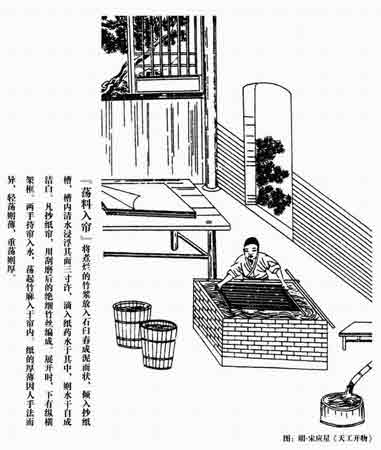 『荡料入帘』将煮烂的竹浆放入石臼舂成泥面状、倾入抄纸
槽。槽内清水浸浮其面三寸许，滴入纸药水于其中，则水干自成
洁白。凡抄纸帘，用刮磨后的绝细竹丝编成。展开时，下有纵横
架框。两手持帘入水，荡起竹麻入于帘内。纸的厚薄因人手法而
异，轻荡则薄，重荡则厚。
图：明·宋应星《天工开物》